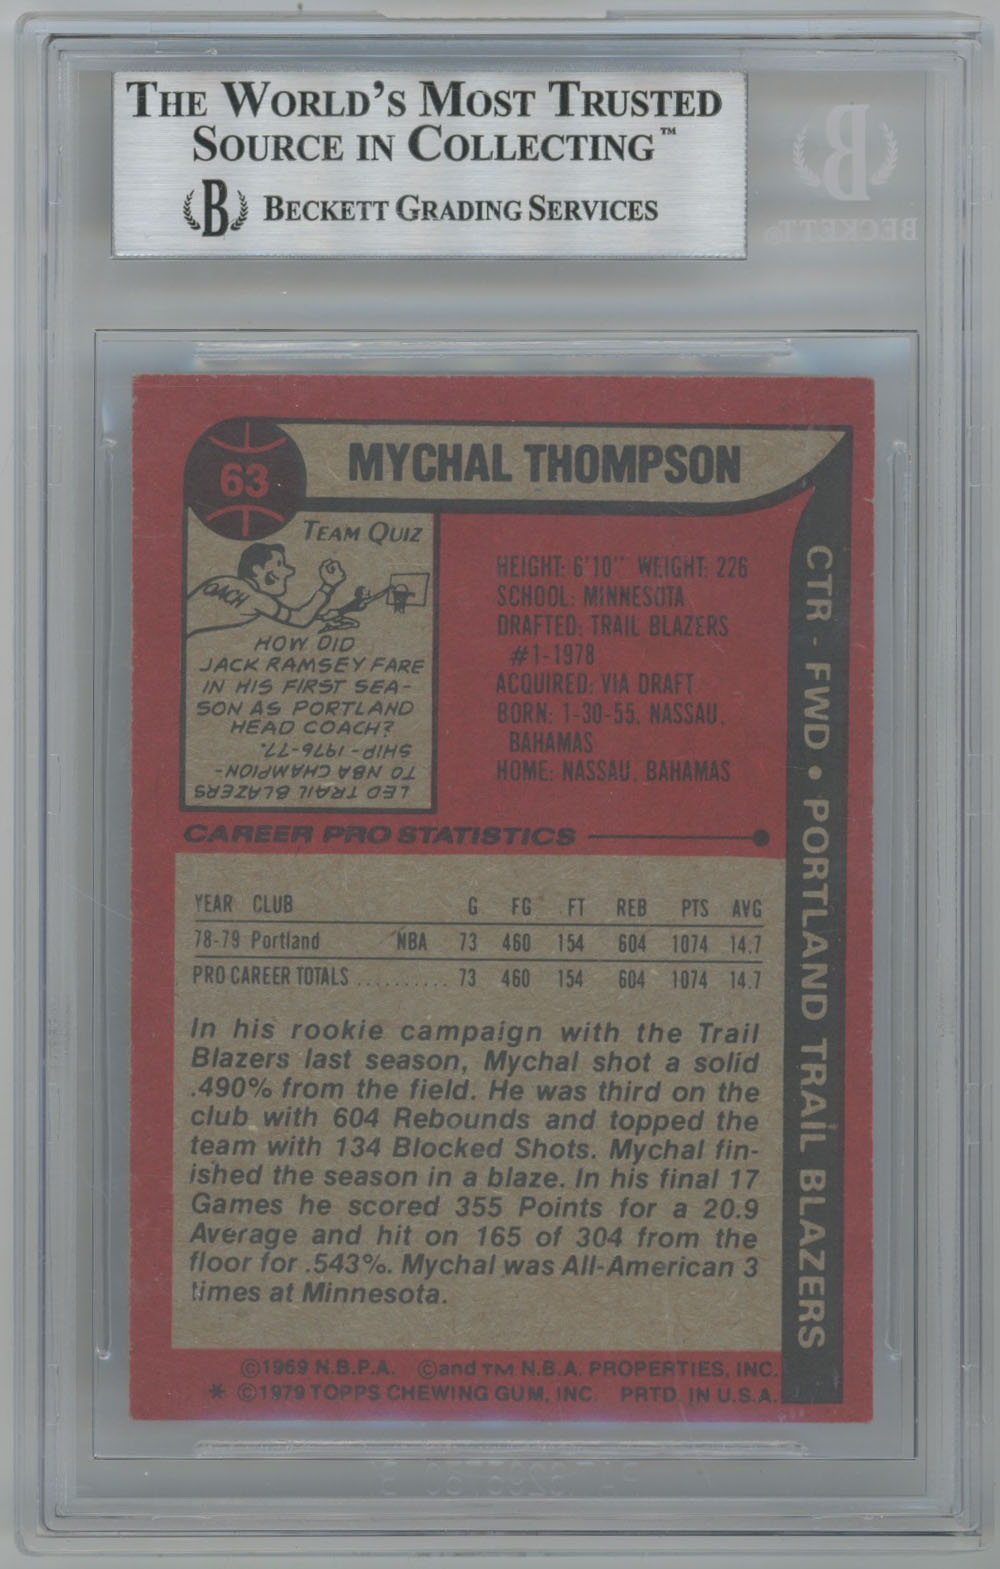 THE WORLD'S MOST TRUSTED
SOURCE IN COLLECTING™
B BECKETT GRADING SERVICES
B
BECKETT®
63
MYCHAL THOMPSON
TEAM QUIZ
COACH
HOW DID
JACK RAMSEY FARE
IN HIS FIRST SEA-
SON AS PORTLAND
HEAD COACH?
LED TRAIL BLAZERS
TO NBA CHAMPION-
SHIP - 1976-77.
HEIGHT: 6'10" WEIGHT: 226
SCHOOL: MINNESOTA
DRAFTED: TRAIL BLAZERS
#1-1978
ACQUIRED: VIA DRAFT
BORN: 1-30-55, NASSAU,
BAHAMAS
HOME: NASSAU, BAHAMAS
CTR - FWD • PORTLAND TRAIL BLAZERS
CAREER PRO STATISTICS
YEAR CLUB G FG FT REB PTS AVG
78-79 Portland NBA 73 460 154 604 1074 14.7
PRO CAREER TOTALS .......... 73 460 154 604 1074 14.7
In his rookie campaign with the Trail
Blazers last season, Mychal shot a solid
.490% from the field. He was third on the
club with 604 Rebounds and topped the
team with 134 Blocked Shots. Mychal fin-
ished the season in a blaze. In his final 17
Games he scored 355 Points for a 20.9
Average and hit on 165 of 304 from the
floor for .543%. Mychal was All-American 3
times at Minnesota.
©1969 N.B.P.A. ©and TM N.B.A. PROPERTIES, INC.
* ©1979 TOPPS CHEWING GUM, INC. PRTD. IN U.S.A.